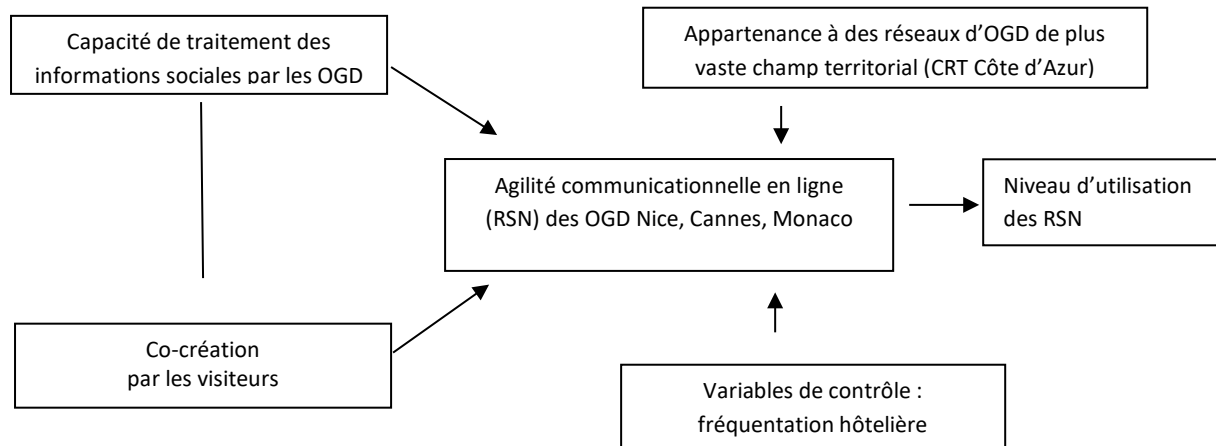 Capacité de traitement des
informations sociales par les OGD
Appartenance à des réseaux d’OGD de plus
vaste champ territorial (CRT Côte d’Azur)
Agilité communicationnelle en ligne
(RSN) des OGD Nice, Cannes, Monaco
Niveau d’utilisation
des RSN
Co-création
par les visiteurs
Variables de contrôle :
fréquentation hôtelière